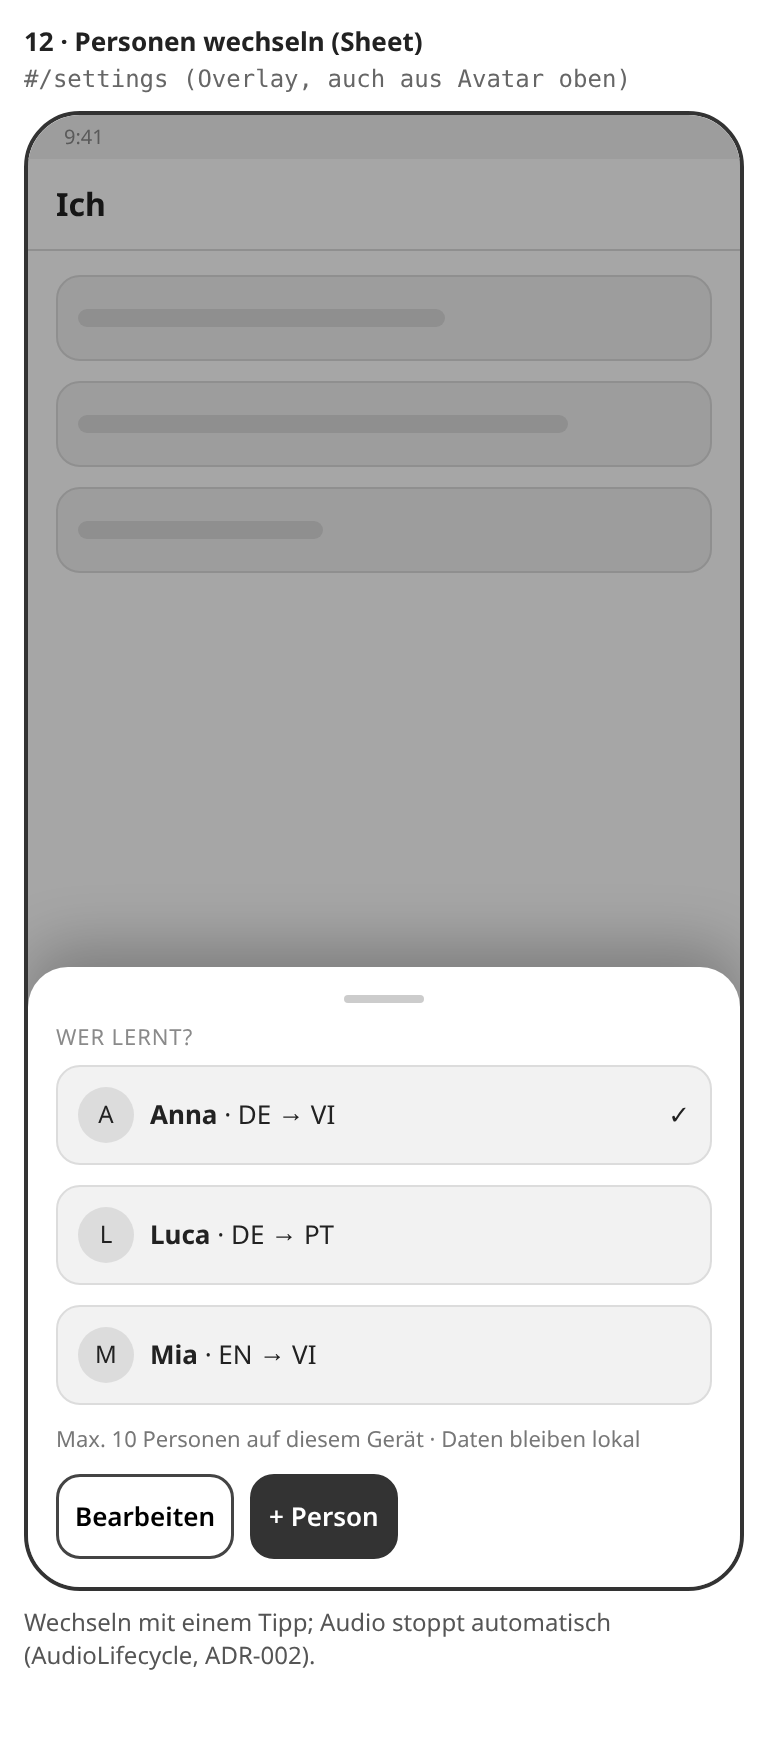 12 · Personen wechseln (Sheet)
#/settings (Overlay, auch aus Avatar oben)
9:41
Ich
WER LERNT?
A Anna · DE → VI ✓
L Luca · DE → PT
M Mia · EN → VI
Max. 10 Personen auf diesem Gerät · Daten bleiben lokal
Bearbeiten + Person
Wechseln mit einem Tipp; Audio stoppt automatisch
(AudioLifecycle, ADR-002).